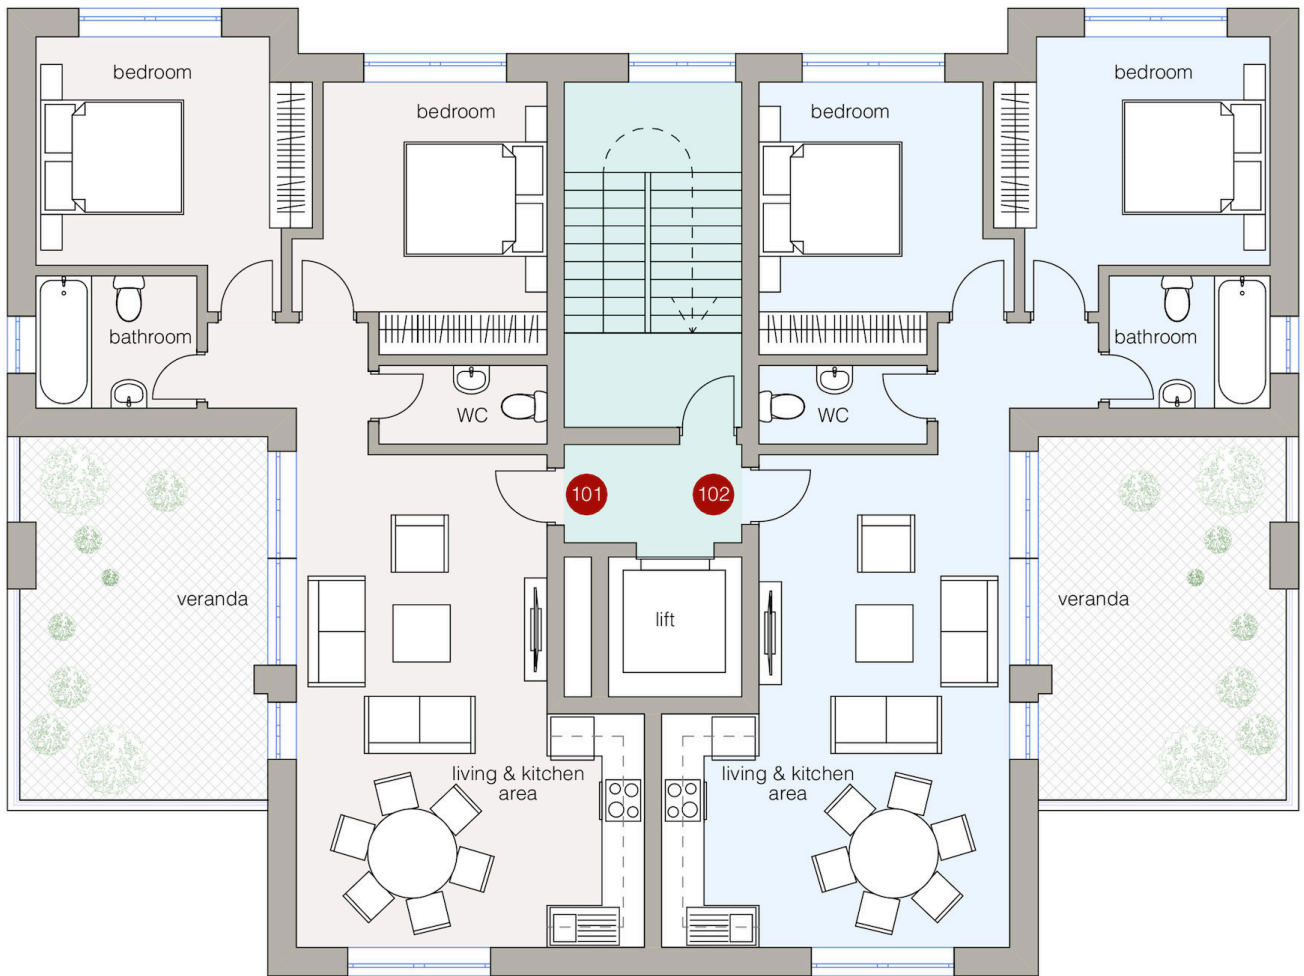 bedroom
bedroom
bedroom
bedroom
bathroom
bathroom
WC
WC
101
102
veranda
lift
veranda
living & kitchen
area
living & kitchen
area